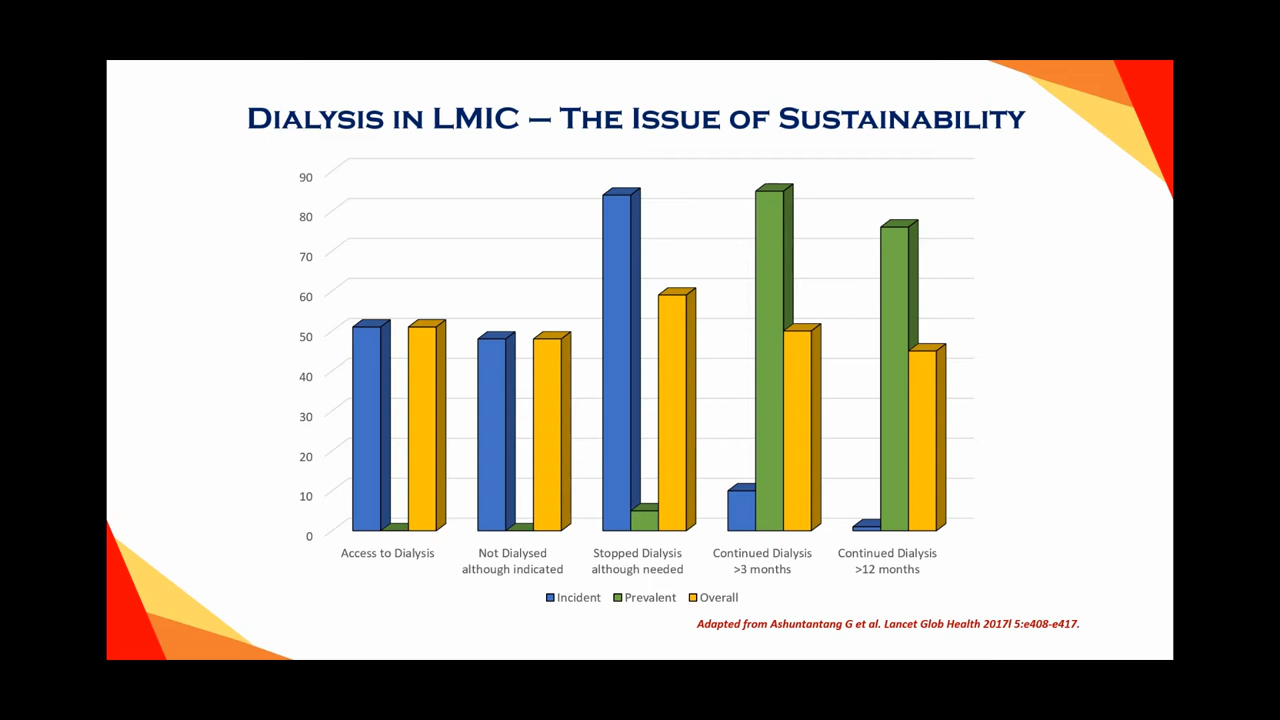 DIALYSIS IN LMIC – THE ISSUE OF SUSTAINABILITY
90
80
70
60
50
40
30
20
10
0
Access to Dialysis
Not Dialysed
although indicated
Stopped Dialysis
although needed
Continued Dialysis
>3 months
Continued Dialysis
>12 months
Incident Prevalent Overall
Adapted from Ashuntantang G et al. Lancet Glob Health 2017l 5:e408-e417.